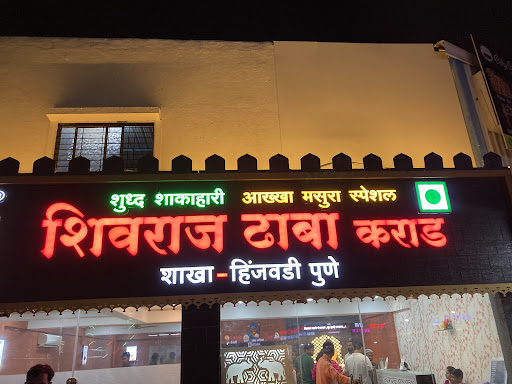 शुध्द शाकाहारी आख्खा मसुरा स्पेशल
शिवराज ढाबा कराड
शाखा-हिंजवडी पुणे